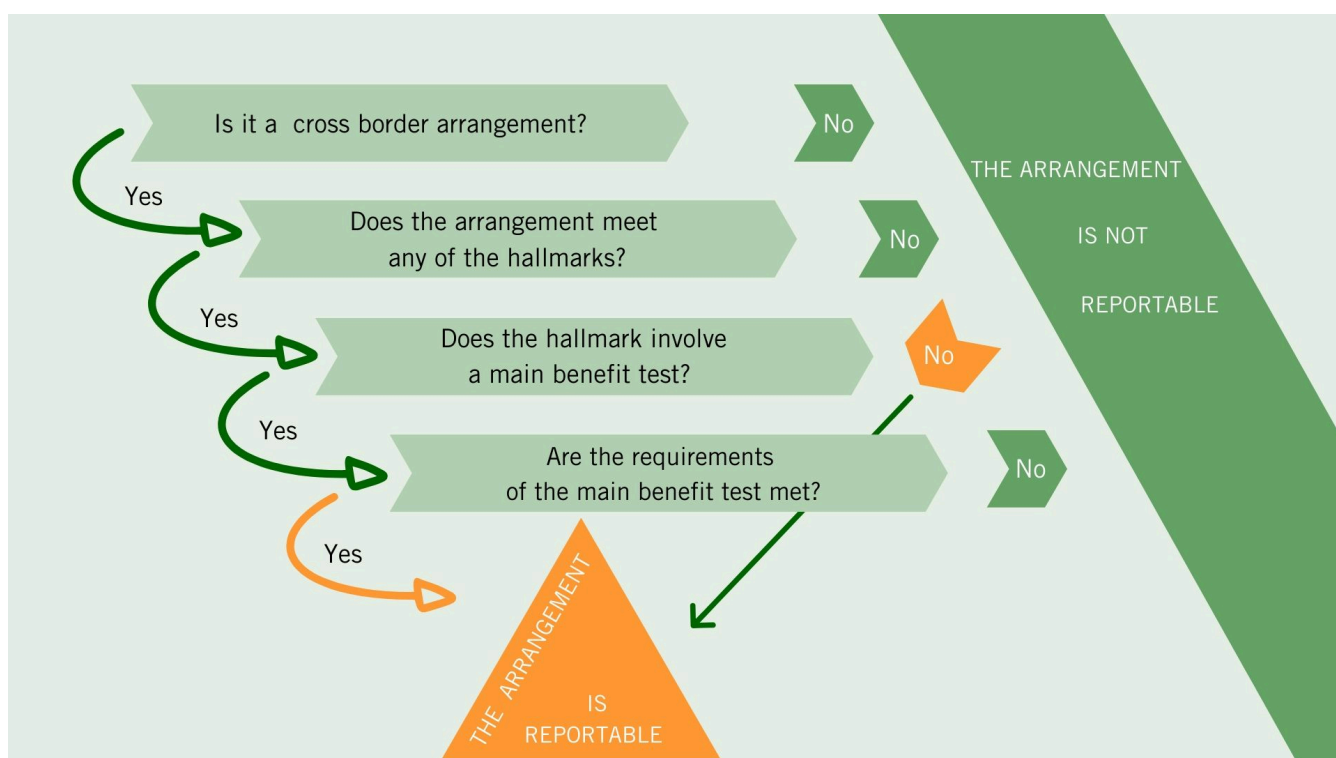 Is it a cross border arrangement?
No
Yes
Does the arrangement meet
any of the hallmarks?
No
Yes
Does the hallmark involve
a main benefit test?
No
Yes
Are the requirements
of the main benefit test met?
No
Yes
THE ARRANGEMENT
IS
REPORTABLE
THE ARRANGEMENT
IS NOT
REPORTABLE